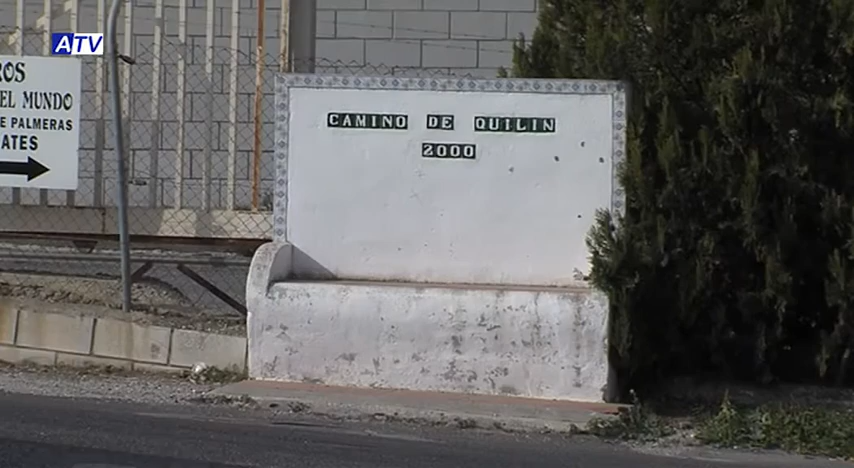 ATV
ROS
EL MUNDO
E PALMERAS
ATES
CAMINO DE QUILIN
2000